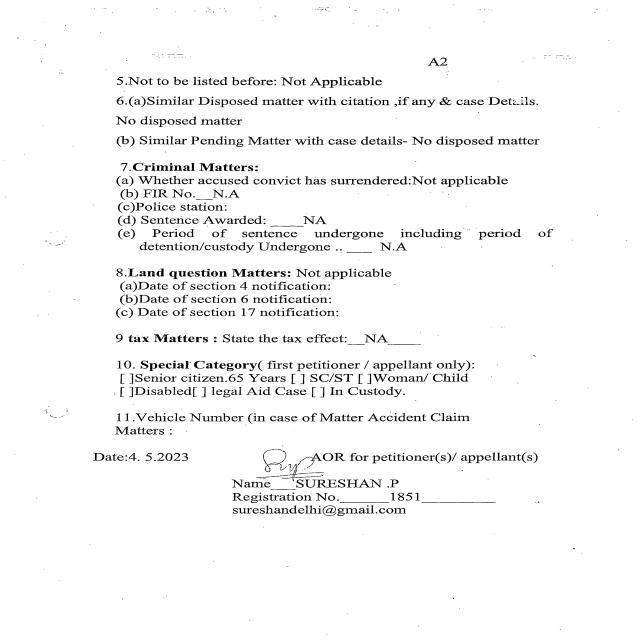 A2
5.Not to be listed before: Not Applicable
6.(a)Similar Disposed matter with citation ,if any & case Details.
No disposed matter
(b) Similar Pending Matter with case details- No disposed matter
7.Criminal Matters:
(a) Whether accused convict has surrendered:Not applicable
(b) FIR No.__N.A
(c)Police station:
(d) Sentence Awarded: ____NA
(e) Period of sentence undergone including period of
detention/custody Undergone .. ___ N.A
8.Land question Matters: Not applicable
(a)Date of section 4 notification:
(b)Date of section 6 notification:
(c) Date of section 17 notification:
9 tax Matters : State the tax effect:__NA____
10. Special Category( first petitioner / appellant only):
[ ]Senior citizen.65 Years [ ] SC/ST [ ]Woman/ Child
[ ]Disabled[ ] legal Aid Case [ ] In Custody.
11.Vehicle Number (in case of Matter Accident Claim
Matters :
Date:4. 5.2023 AOR for petitioner(s)/ appellant(s)
Name___SURESHAN .P
Registration No.______1851_________
sureshandelhi@gmail.com